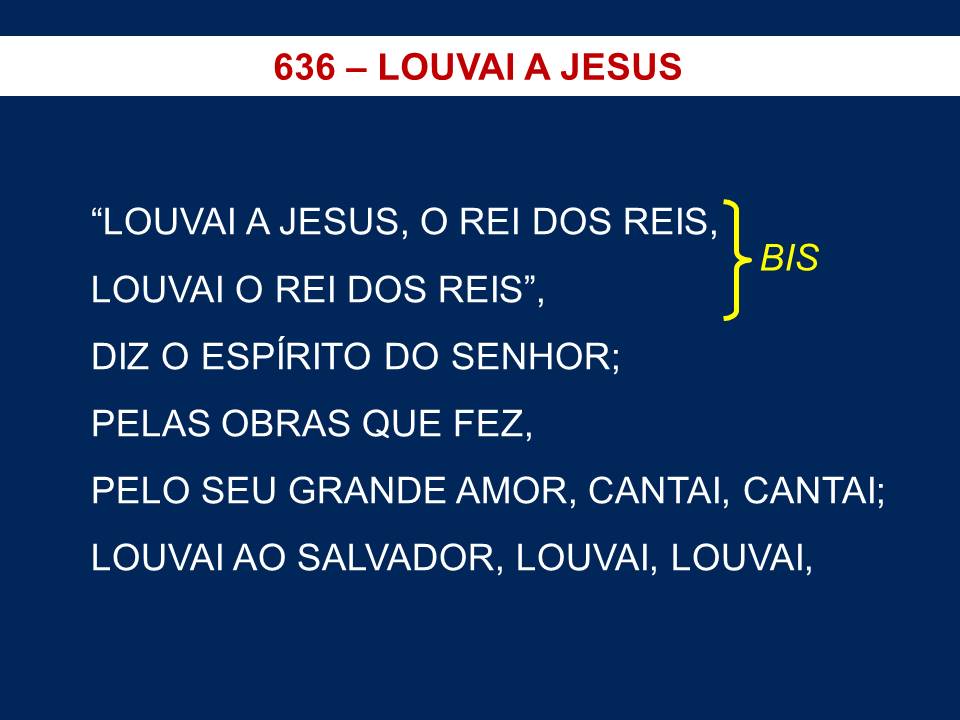 636 – LOUVAI A JESUS
“LOUVAI A JESUS, O REI DOS REIS,
BIS
LOUVAI O REI DOS REIS”,
DIZ O ESPÍRITO DO SENHOR;
PELAS OBRAS QUE FEZ,
PELO SEU GRANDE AMOR, CANTAI, CANTAI;
LOUVAI AO SALVADOR, LOUVAI, LOUVAI,